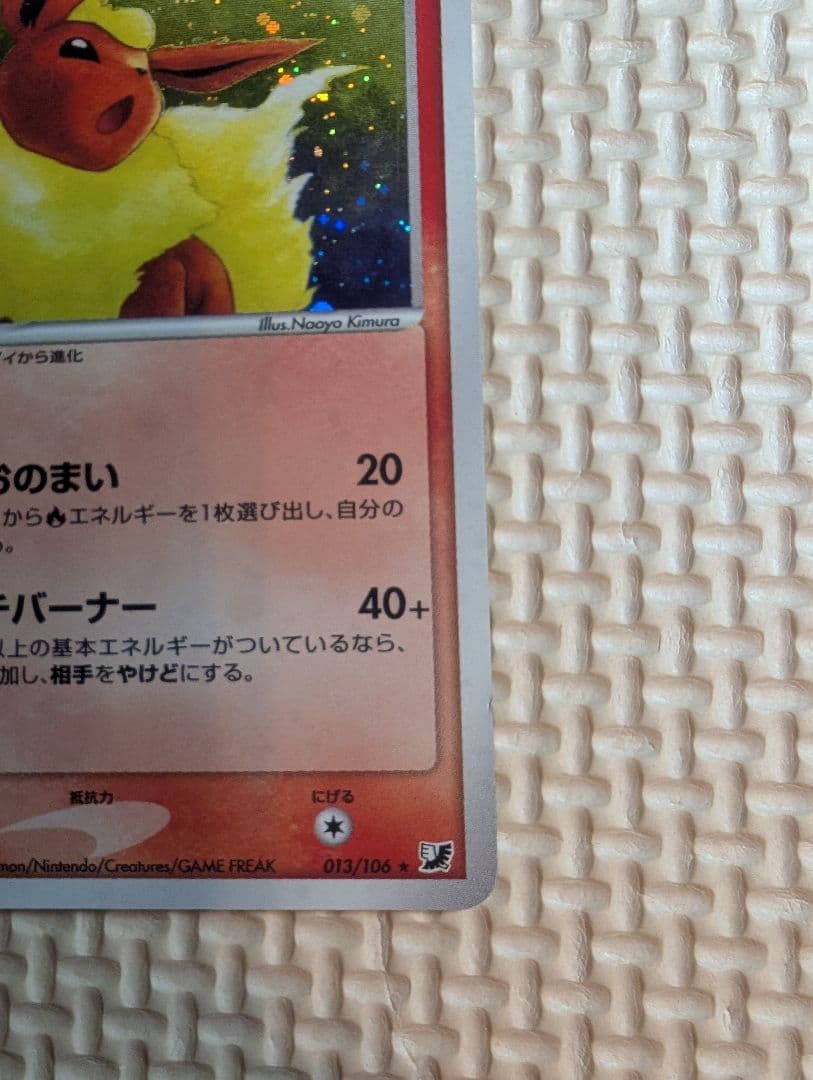 Illus.Naoyo Kimura
イから進化
おのまい 20
から エネルギーを1枚選び出し、自分の
る。
チバーナー 40+
以上の基本エネルギーがついているなら、
加し、相手をやけどにする。
抵抗力 にげる
mon/Nintendo/Creatures/GAME FREAK 013/106 ★